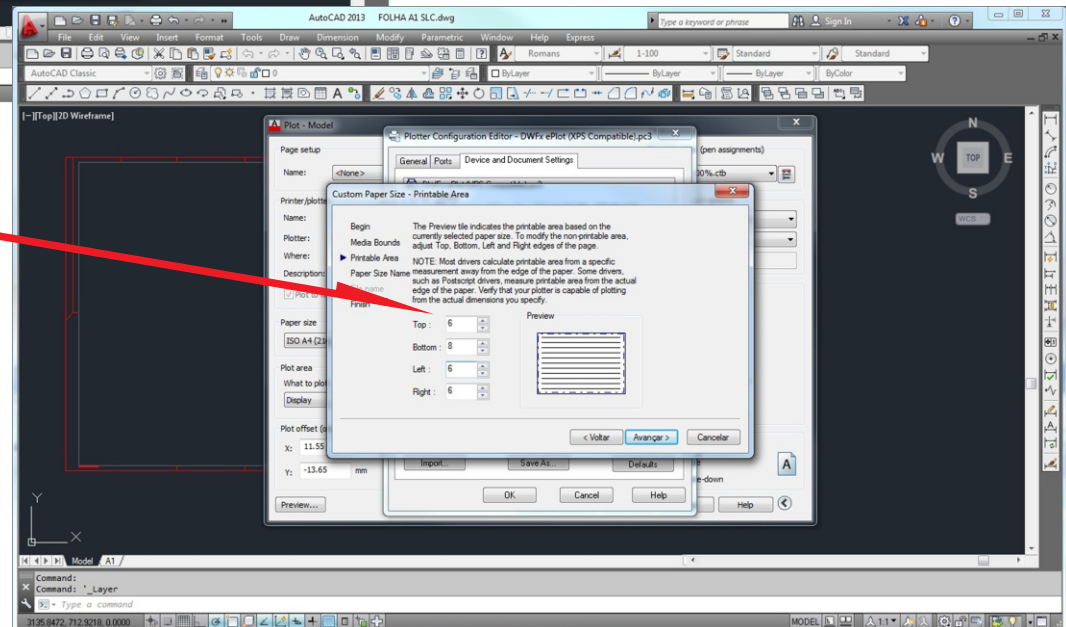 AutoCAD 2013 FOLHA A1 SLC.dwg
Type a keyword or phrase
Sign In
File Edit View Insert Format Tools Draw Dimension Modify Parametric Window Help Express
Romans
1-100
Standard
Standard
AutoCAD Classic
0
ByLayer
ByLayer
ByLayer
ByColor
[-][Top][2D Wireframe]
N
W TOP E
S
WCS
Plot - Model
Page setup
(pen assignments)
Name: <None>
Printer/plotte
Name:
Plotter:
Where:
Description:
Plot to
Paper size
ISO A4 (21
Plot area
What to plot
Display
Plot offset (o
X: 11.55
Y: -13.65 mm
Preview...
Help
A
e-down
Plotter Configuration Editor - DWFx ePlot (XPS Compatible).pc3
General Ports Device and Document Settings
Import... Save As... Defaults
OK Cancel Help
Custom Paper Size - Printable Area
Begin
Media Bounds
Printable Area
Paper Size Name
File name
Finish
The Preview tile indicates the printable area based on the
currently selected paper size. To modify the non-printable area,
adjust Top, Bottom, Left and Right edges of the page.
NOTE: Most drivers calculate printable area from a specific
measurement away from the edge of the paper. Some drivers,
such as Postscript drivers, measure printable area from the actual
edge of the paper. Verify that your plotter is capable of plotting
from the actual dimensions you specify.
Top : 6
Bottom : 8
Left : 6
Right : 6
Preview
< Voltar Avançar > Cancelar
Y
X
Model A1
Command:
Command: '_Layer
Type a command
3135.8472, 712.9218, 0.0000
MODEL
1:1